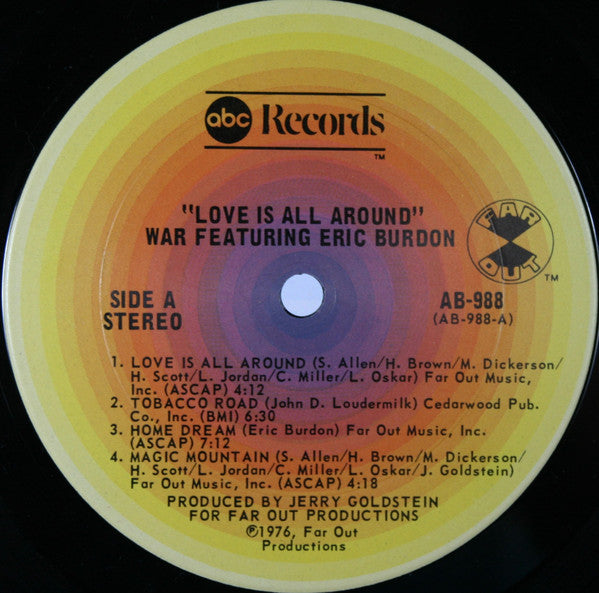 abc Records
TM
"LOVE IS ALL AROUND"
WAR FEATURING ERIC BURDON
FAR OUT
TM
SIDE A
STEREO
AB-988
(AB-988-A)
1. LOVE IS ALL AROUND (S. Allen/H. Brown/M. Dickerson/
H. Scott/L. Jordan/C. Miller/L. Oskar) Far Out Music,
Inc. (ASCAP) 4:12
2. TOBACCO ROAD (John D. Loudermilk) Cedarwood Pub.
Co., Inc. (BMI) 6:30
3. HOME DREAM (Eric Burdon) Far Out Music, Inc.
(ASCAP) 7:12
4. MAGIC MOUNTAIN (S. Allen/H. Brown/M. Dickerson/
H. Scott/L. Jordan/C. Miller/L. Oskar/J. Goldstein)
Far Out Music, Inc. (ASCAP) 4:18
PRODUCED BY JERRY GOLDSTEIN
FOR FAR OUT PRODUCTIONS
℗1976, Far Out
Productions